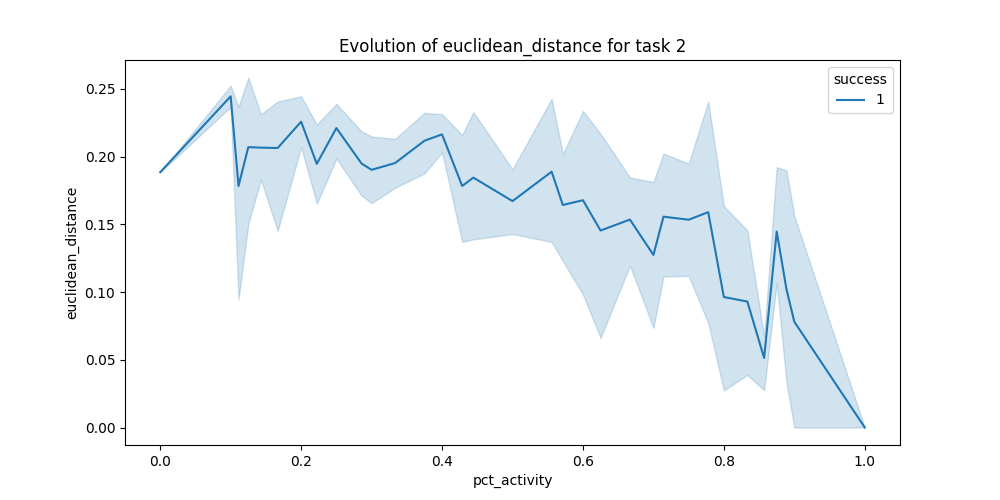 Evolution of euclidean_distance for task 2
success
1
0.25
0.20
0.15
0.10
0.05
0.00
euclidean_distance
0.0 0.2 0.4 0.6 0.8 1.0
pct_activity